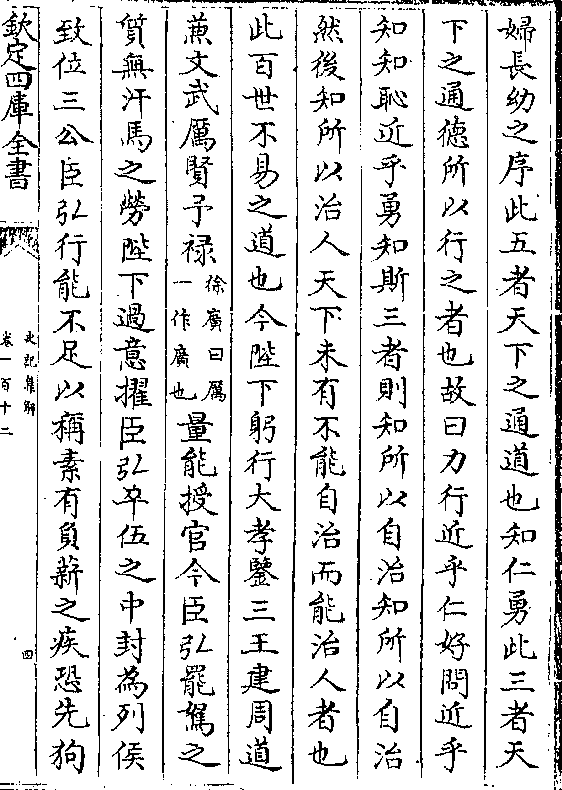 婦長幼之序此五者天下之通道也知仁勇此三者天
下之通德所以行之者也故曰力行近乎仁好問近乎
知知恥近乎勇知斯三者則知所以自治知所以自治
然後知所以治人天下未有不能自治而能治人者也
此百世不易之道也今陛下躬行大孝鑒三王建周道
兼文武厲賢予祿徐廣曰厲一作廣也量能授官今臣弘罷駑之
質無汗馬之勞陛下過意擢臣弘卒伍之中封為列侯
致位三公臣弘行能不足以稱素有負薪之疾恐先狗
欽定四庫全書
史記集解
卷一百十二
四